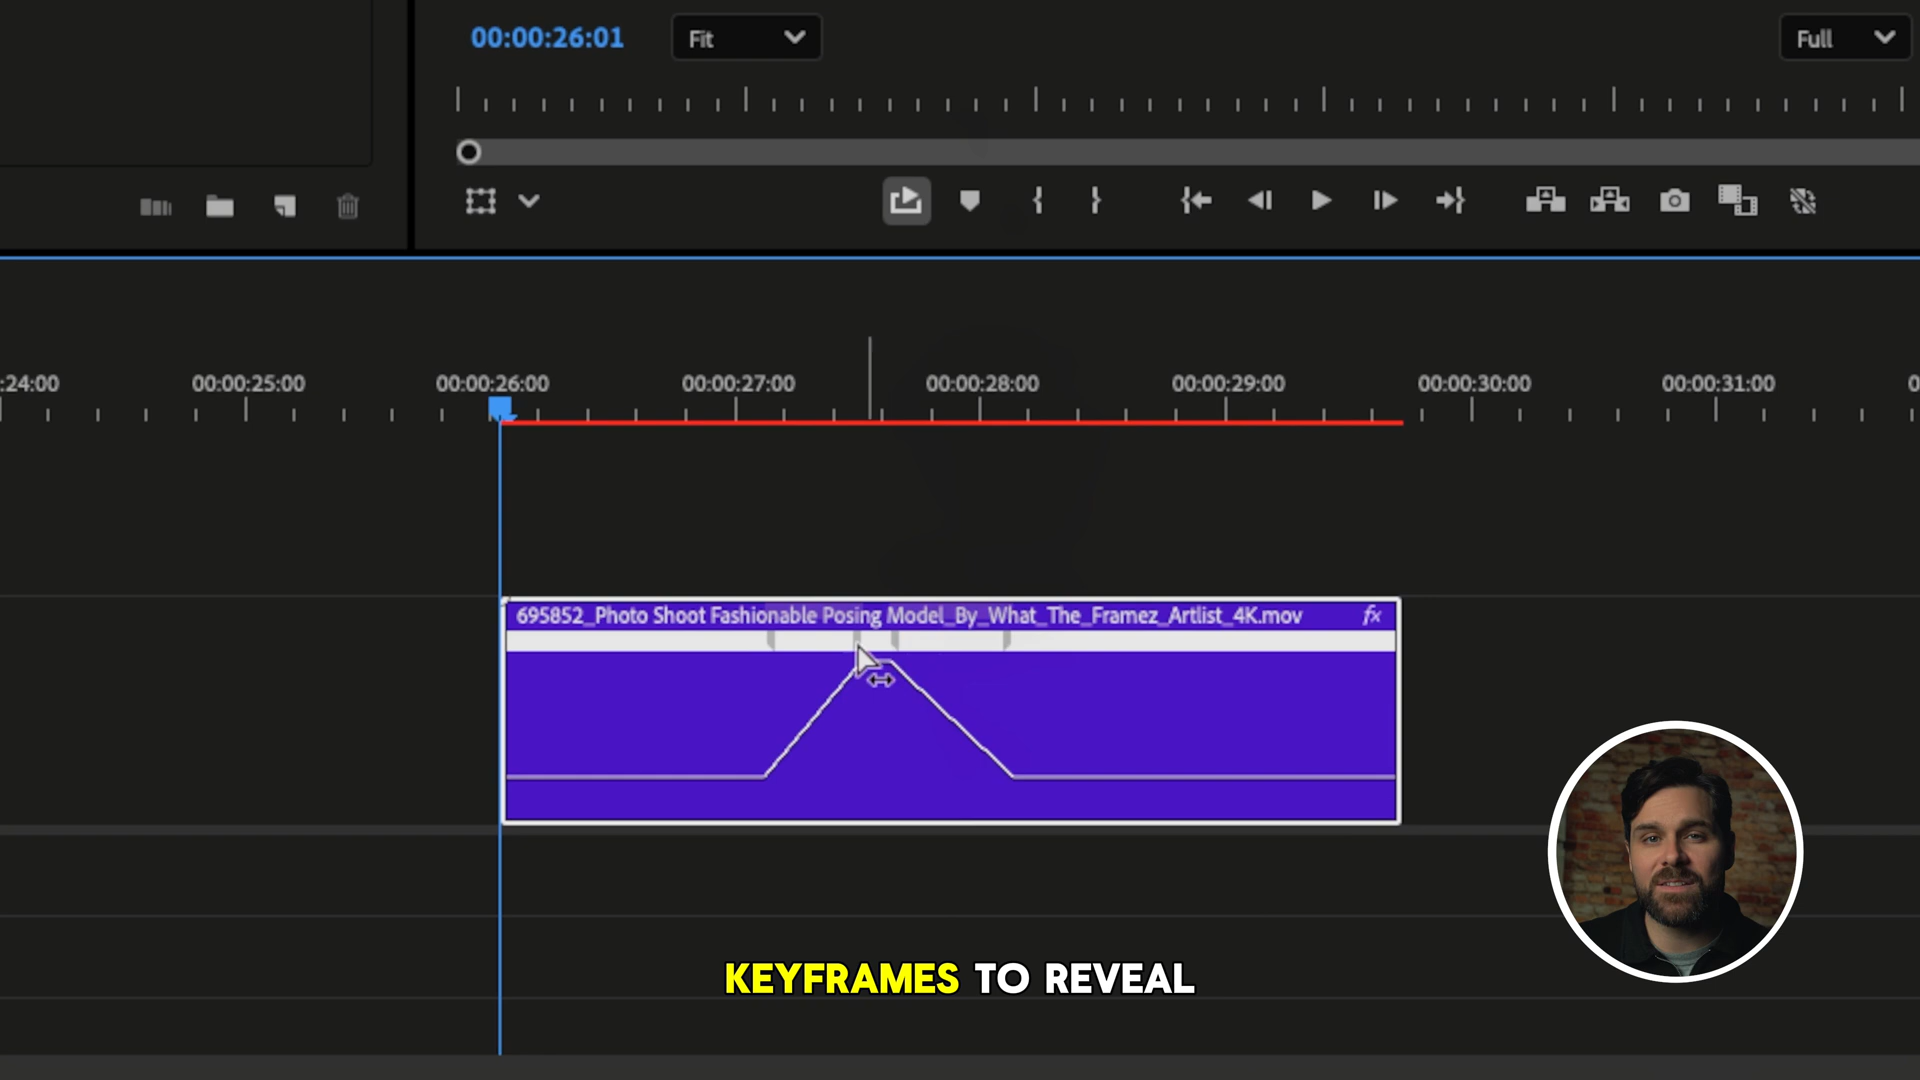 00:00:26:01
Fit
Full
:24:00
00:00:25:00
00:00:26:00
00:00:27:00
00:00:28:00
00:00:29:00
00:00:30:00
00:00:31:00
0
695852_Photo Shoot Fashionable Posing Model_By_What_The_Framez_Artlist_4K.mov
fx
KEYFRAMES TO REVEAL